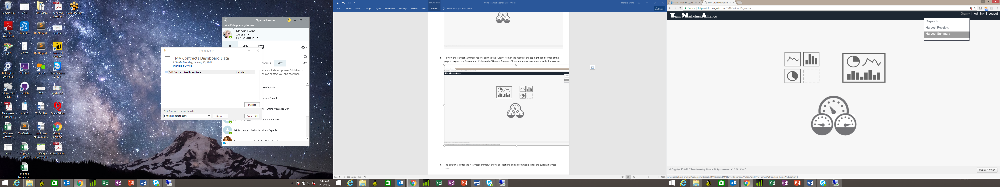 Recycle Bin
V2-2
TMADashb...
itemized charges
GoToMeeting
Adobe Reader XI
True Key
TMAReport...
update
AgOS
V2-M1
TMAReport...
Power BI Desktop
Bat To Exe Converter
Git Shell
join.me
TeamViewer 9 Host
Bitvise SSH Client
GitHub
VIP
updates2
New Years Resoluti...
V2-M2
To Do List
QueryExPlus
Wellness activity...
TMADashb...
Logi case study_Mid-...
Google Chrome
V2-1
Copy of FieldAlyti...
billing information
RXM_C654e...
Mandie Numbers ...
Skype for Business
What's happening today?
Mandie Lyons
Available
Set Your Location
ONSHIPS
NEW
ntact will show up here. Add them to
ey can contact you and see when
deo Capable
Video Capable
ne - Offline Messages Only
- Video Capable
Tricia Jantz - Available - Video Capable
1 Reminder(s)
TMA Contracts Dashboard Data
9:00 AM Monday, January 23, 2017
Mandie's Office
TMA Contracts Dashboard Data 11 minutes
Dismiss
Click Snooze to be reminded in:
5 minutes before start
Snooze
Dismiss All
8:49 AM
1/23/2017
Picture Tools
Using Harvest Dashboards - Word
Mandie Lyons
File Home Insert Design Layout References Mailings Review View Format Tell me what you want to do
Share
5. To view the Harvest Summary report, point to the "Grain" item in the menu at the top right hand corner of the
page to expand the Grain menu. Point to the "Harvest Summary" item in the dropdown menu and click to open.
Team Marketing Alliance
6. The default view for the "Harvest Summary" shows all locations and all commodities for the current harvest
year.
Page 4 of 12 332 words
100%
Mail - Mandie Lyons - O
TMA Grain Dashboard P
Secure https://info.tmagrain.com/TMAGrain/rdPage.aspx
Team Marketing Alliance
Grain | Admin | Logout
Dispatch
Harvest Receipts
Harvest Summary
© Copyright 2016-2017 Team Marketing Alliance. All rights reserved. V2.0.01.10.2017
Make A Wish
javascript:SubmitForm('rdPage.aspx?rdReport=TMAReports.TMAHarvestSummary','','false','',null,['','rdThemeWaitPanel','rdThemeWaitCaption'])